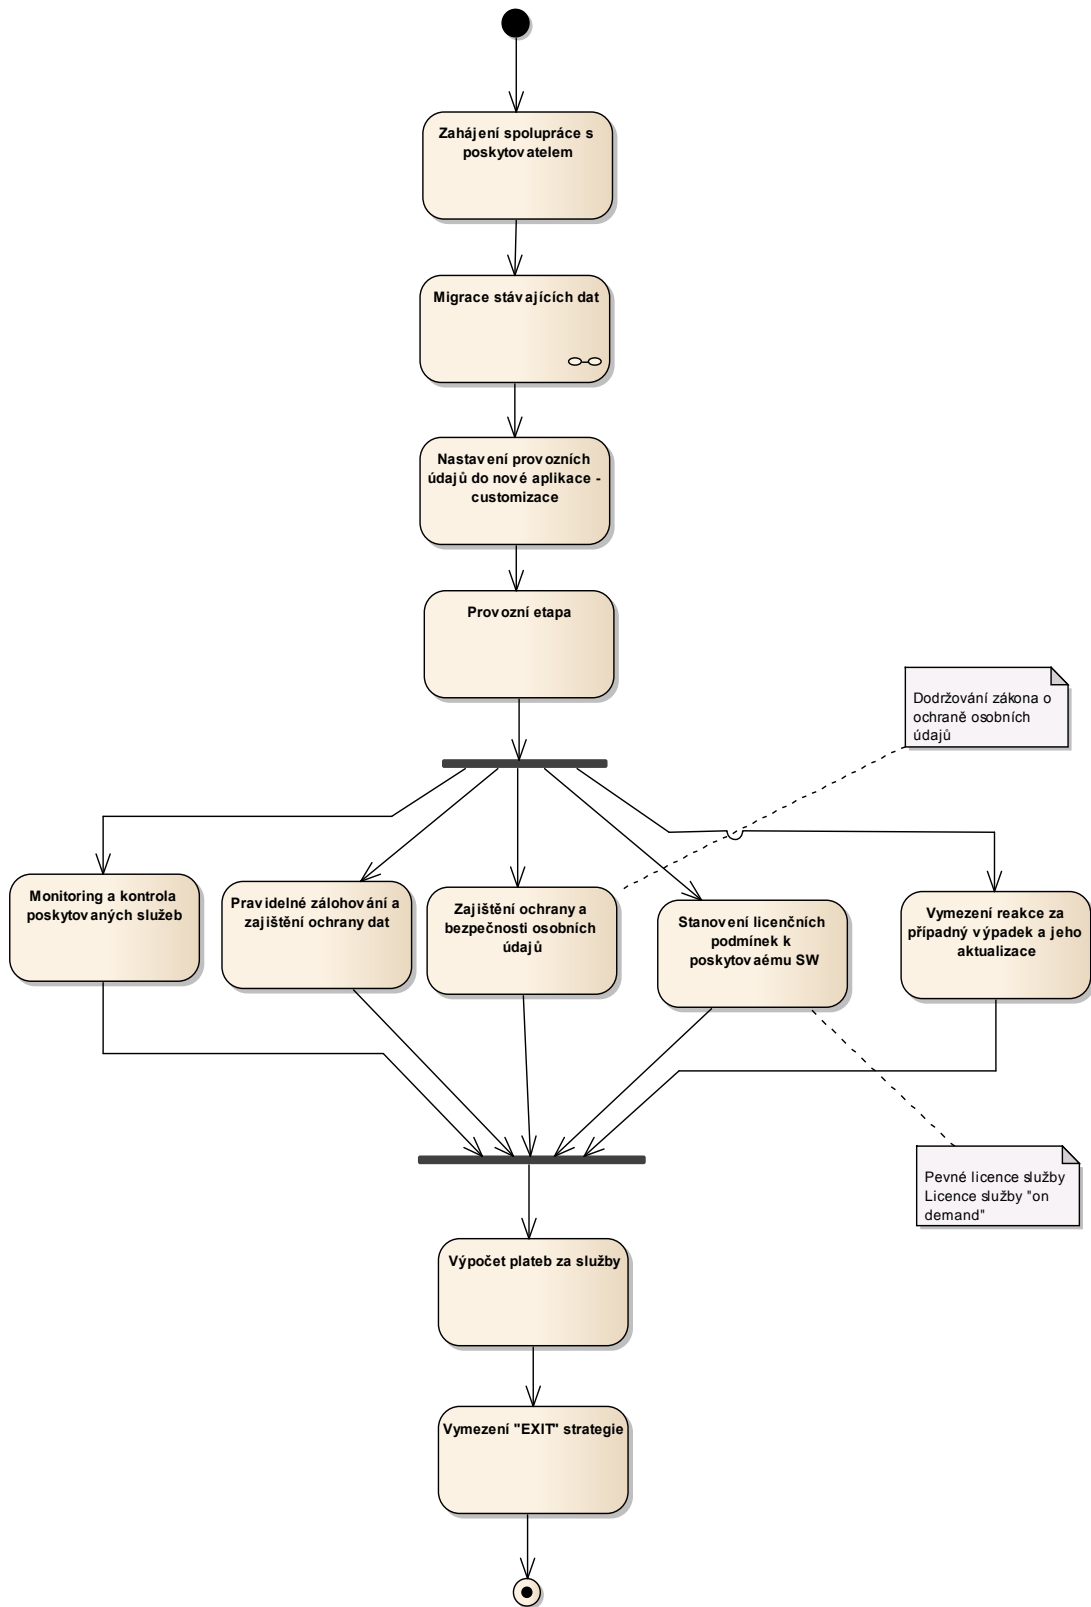 Zahájení spolupráce s
poskytovatelem
Migrace stávajících dat
Nastavení provozních
údajů do nové aplikace -
customizace
Provozní etapa
Dodržování zákona o
ochraně osobních
údajů
Monitoring a kontrola
poskytovaných služeb
Pravidelné zálohování a
zajištění ochrany dat
Zajištění ochrany a
bezpečnosti osobních
údajů
Stanovení licenčních
podmínek k
poskytovaému SW
Vymezení reakce za
případný výpadek a jeho
aktualizace
Pevné licence služby
Licence služby "on
demand"
Výpočet plateb za služby
Vymezení "EXIT" strategie